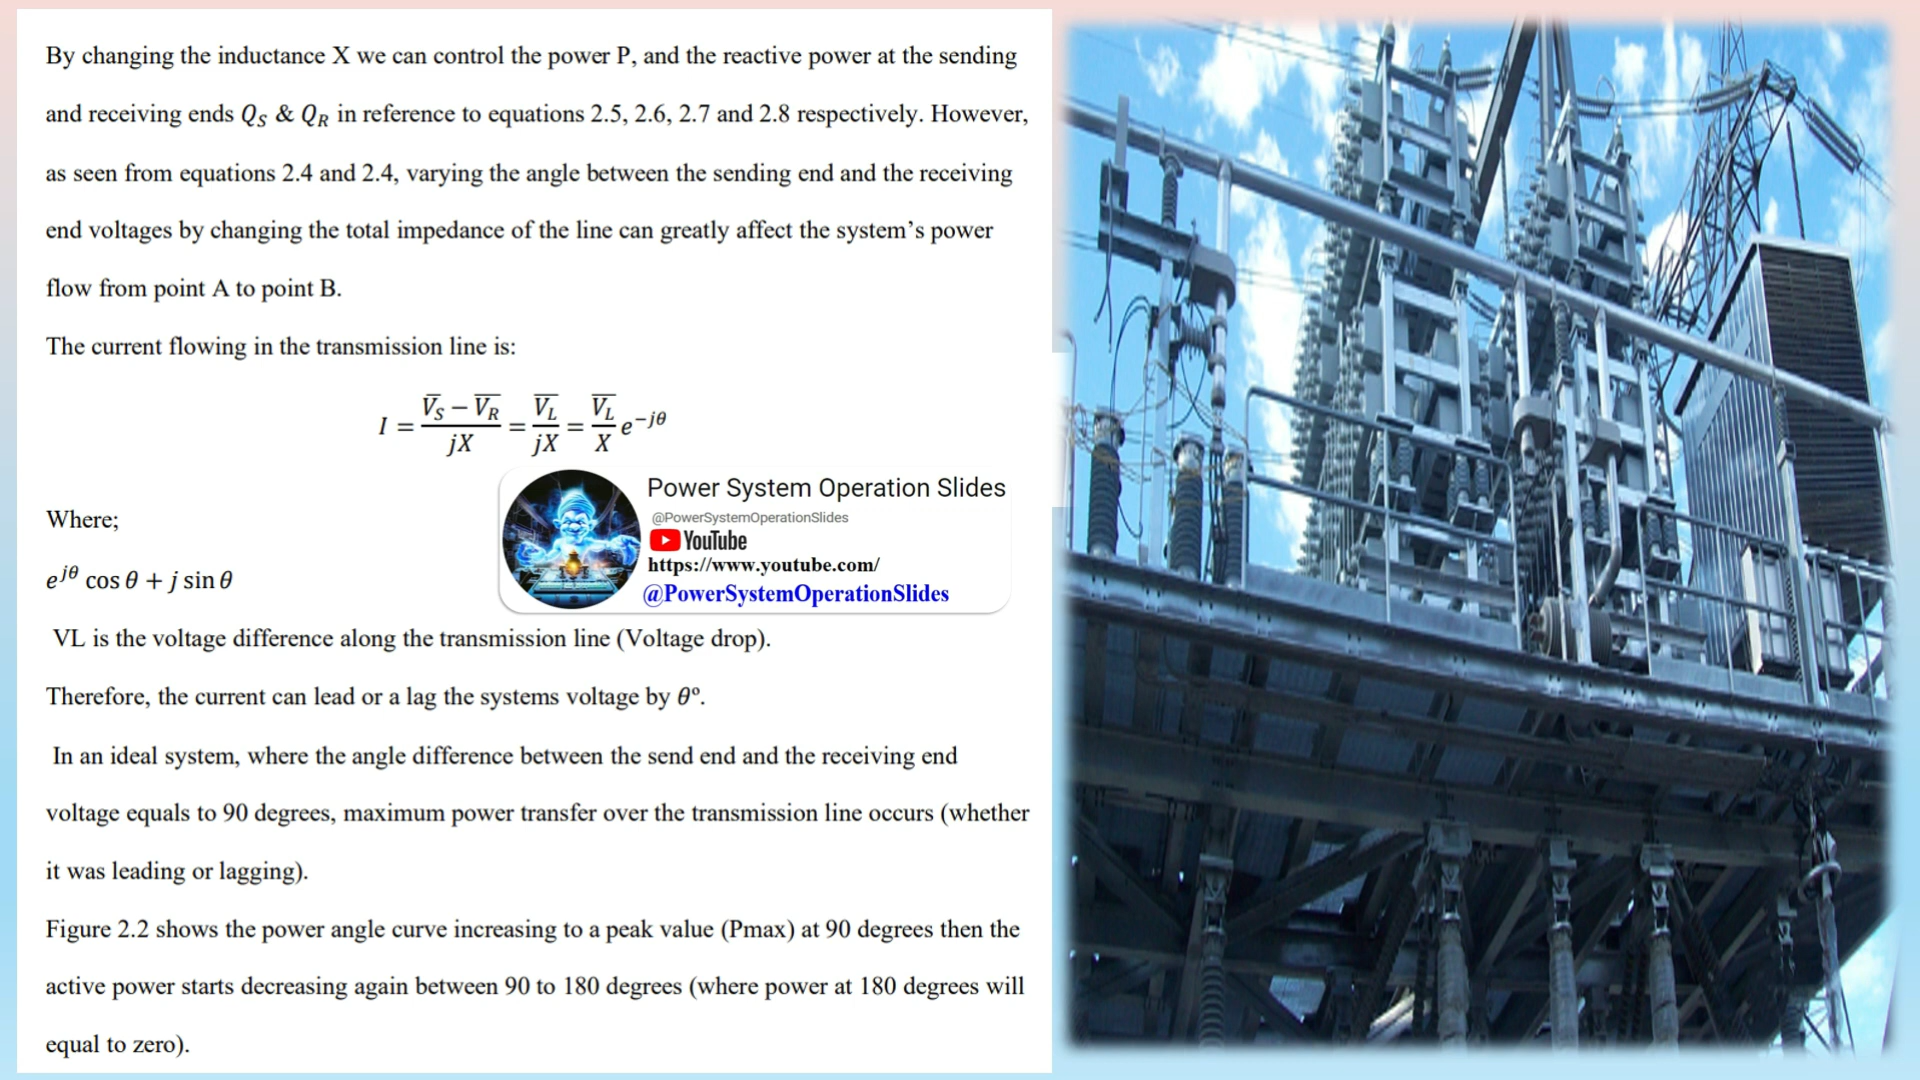 By changing the inductance X we can control the power P, and the reactive power at the sending
and receiving ends Q_S & Q_R in reference to equations 2.5, 2.6, 2.7 and 2.8 respectively. However,
as seen from equations 2.4 and 2.4, varying the angle between the sending end and the receiving
end voltages by changing the total impedance of the line can greatly affect the system’s power
flow from point A to point B.
The current flowing in the transmission line is:
I = (V̅_S − V̅_R)/(jX) = V̅_L/(jX) = (V̅_L/X) e^{−jθ}
Where;
e^{jθ} cos θ + j sin θ
VL is the voltage difference along the transmission line (Voltage drop).
Therefore, the current can lead or a lag the systems voltage by θ°.
In an ideal system, where the angle difference between the send end and the receiving end
voltage equals to 90 degrees, maximum power transfer over the transmission line occurs (whether
it was leading or lagging).
Figure 2.2 shows the power angle curve increasing to a peak value (Pmax) at 90 degrees then the
active power starts decreasing again between 90 to 180 degrees (where power at 180 degrees will
equal to zero).
Power System Operation Slides
@PowerSystemOperationSlides
YouTube
https://www.youtube.com/
@PowerSystemOperationSlides